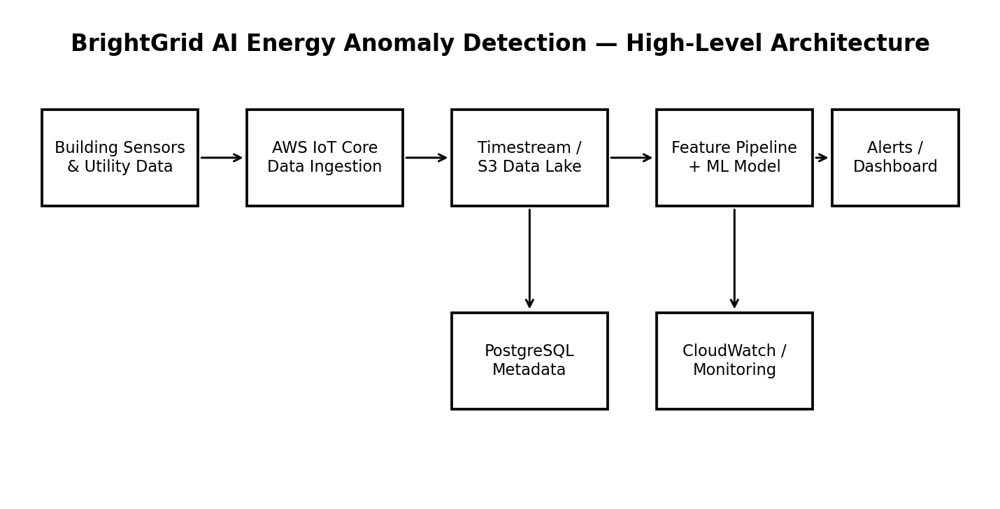 BrightGrid AI Energy Anomaly Detection — High-Level Architecture
Building Sensors
& Utility Data
AWS IoT Core
Data Ingestion
Timestream /
S3 Data Lake
Feature Pipeline
+ ML Model
Alerts /
Dashboard
PostgreSQL
Metadata
CloudWatch /
Monitoring